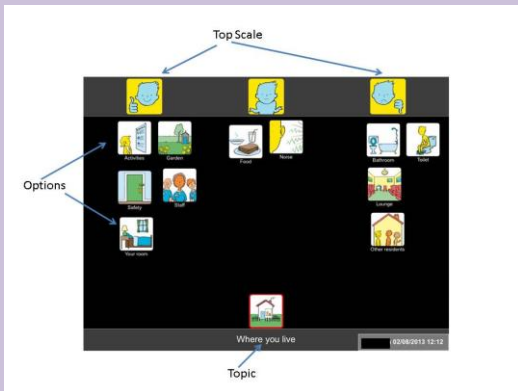 Top Scale
Activities Garden Food Noise Bathroom Toilet
Options
Safety Staff Lounge
Your room Other residents
Where you live
02/08/2013 12:12
Topic